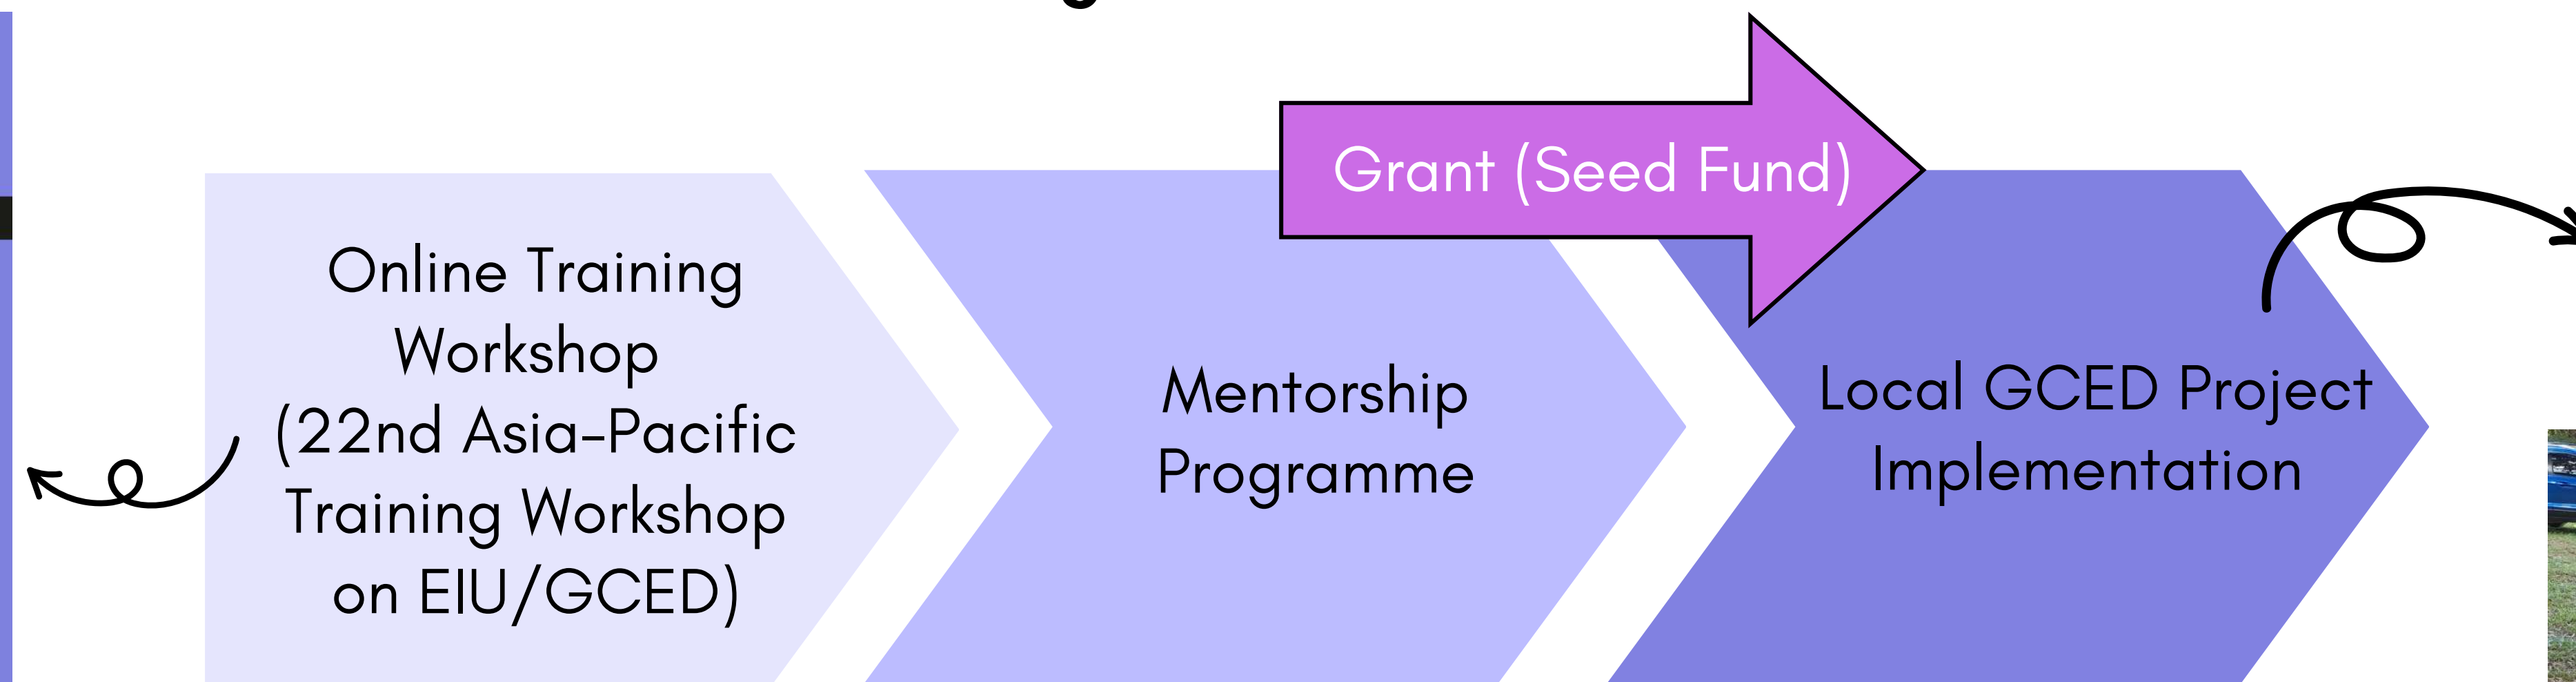 Grant (Seed Fund)
Online Training
Workshop
(22nd Asia-Pacific
Training Workshop
on EIU/GCED)
Mentorship
Programme
Local GCED Project
Implementation